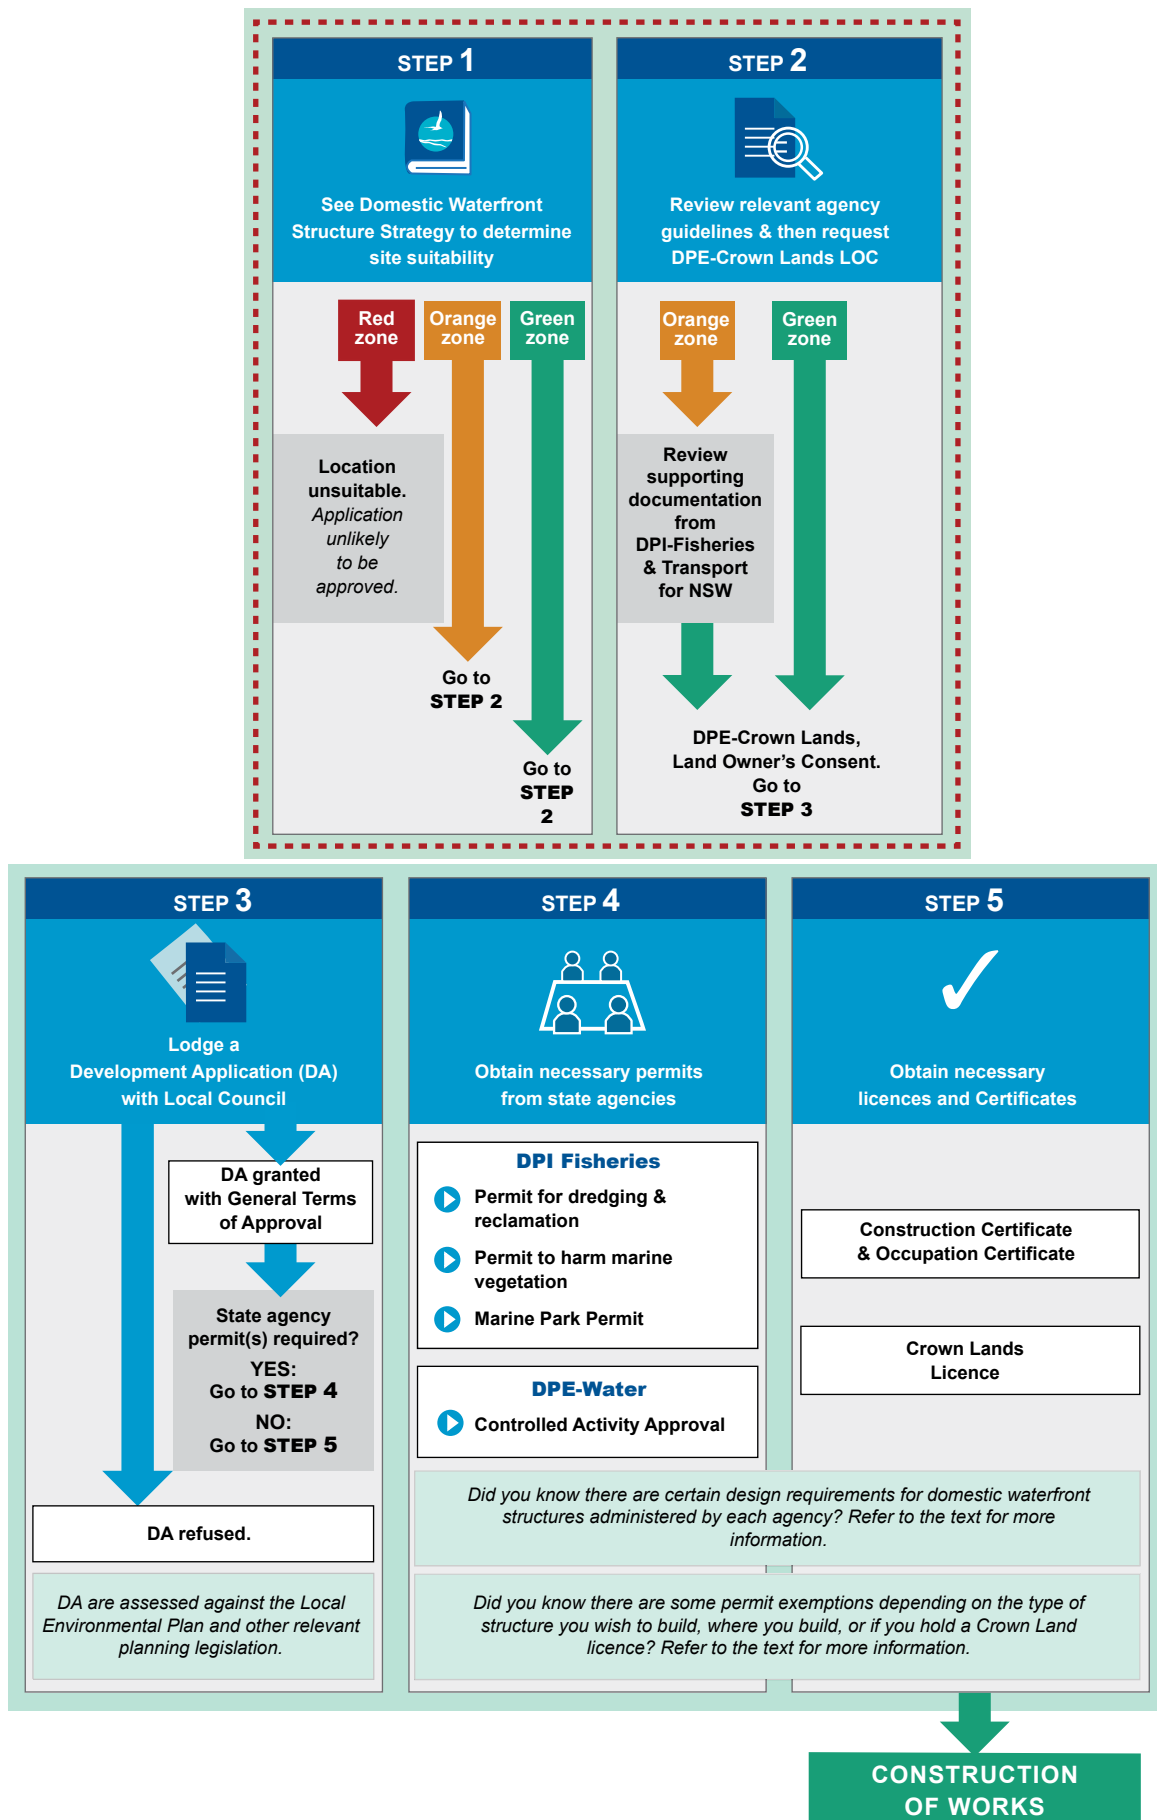 STEP 1
See Domestic Waterfront
Structure Strategy to determine
site suitability
Red
zone
Orange
zone
Green
zone
Location
unsuitable.
Application
unlikely
to be
approved.
Go to
STEP 2
Go to
STEP
2
STEP 2
Review relevant agency
guidelines & then request
DPE-Crown Lands LOC
Orange
zone
Green
zone
Review
supporting
documentation
from
DPI-Fisheries
& Transport
for NSW
DPE-Crown Lands,
Land Owner's Consent.
Go to
STEP 3
STEP 3
Lodge a
Development Application (DA)
with Local Council
DA granted
with General Terms
of Approval
State agency
permit(s) required?
YES:
Go to STEP 4
NO:
Go to STEP 5
DA refused.
DA are assessed against the Local
Environmental Plan and other relevant
planning legislation.
STEP 4
Obtain necessary permits
from state agencies
DPI Fisheries
Permit for dredging &
reclamation
Permit to harm marine
vegetation
Marine Park Permit
DPE-Water
Controlled Activity Approval
STEP 5
Obtain necessary
licences and Certificates
Construction Certificate
& Occupation Certificate
Crown Lands
Licence
Did you know there are certain design requirements for domestic waterfront
structures administered by each agency? Refer to the text for more
information.
Did you know there are some permit exemptions depending on the type of
structure you wish to build, where you build, or if you hold a Crown Land
licence? Refer to the text for more information.
CONSTRUCTION
OF WORKS